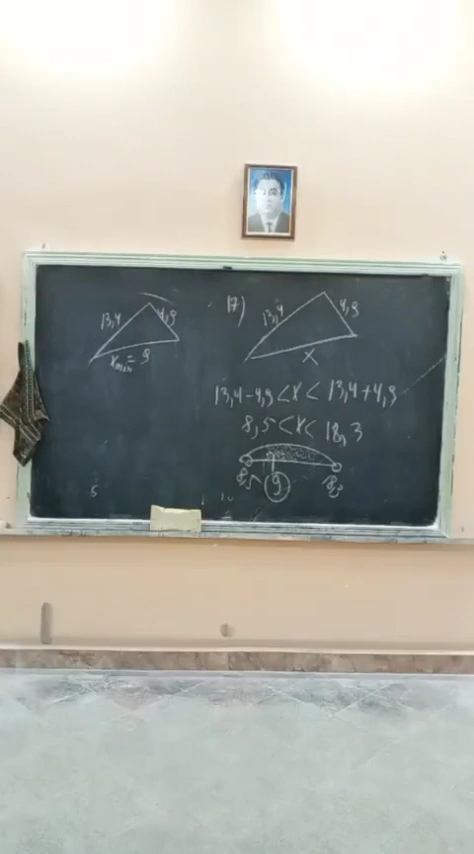 13,4
4,9
x min = 9
17)
13,4
4,9
x
13,4-4,9 < x < 13,4+4,9
8,5 < x < 18,3
8,5
9
18,3